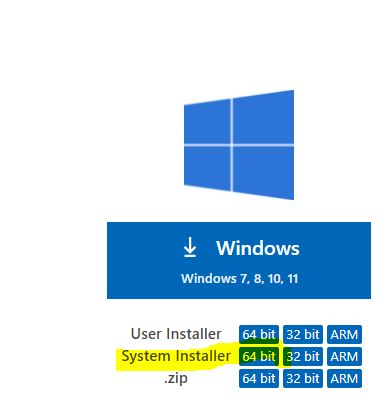 Windows
Windows 7, 8, 10, 11
User Installer 64 bit 32 bit ARM
System Installer 64 bit 32 bit ARM
.zip 64 bit 32 bit ARM